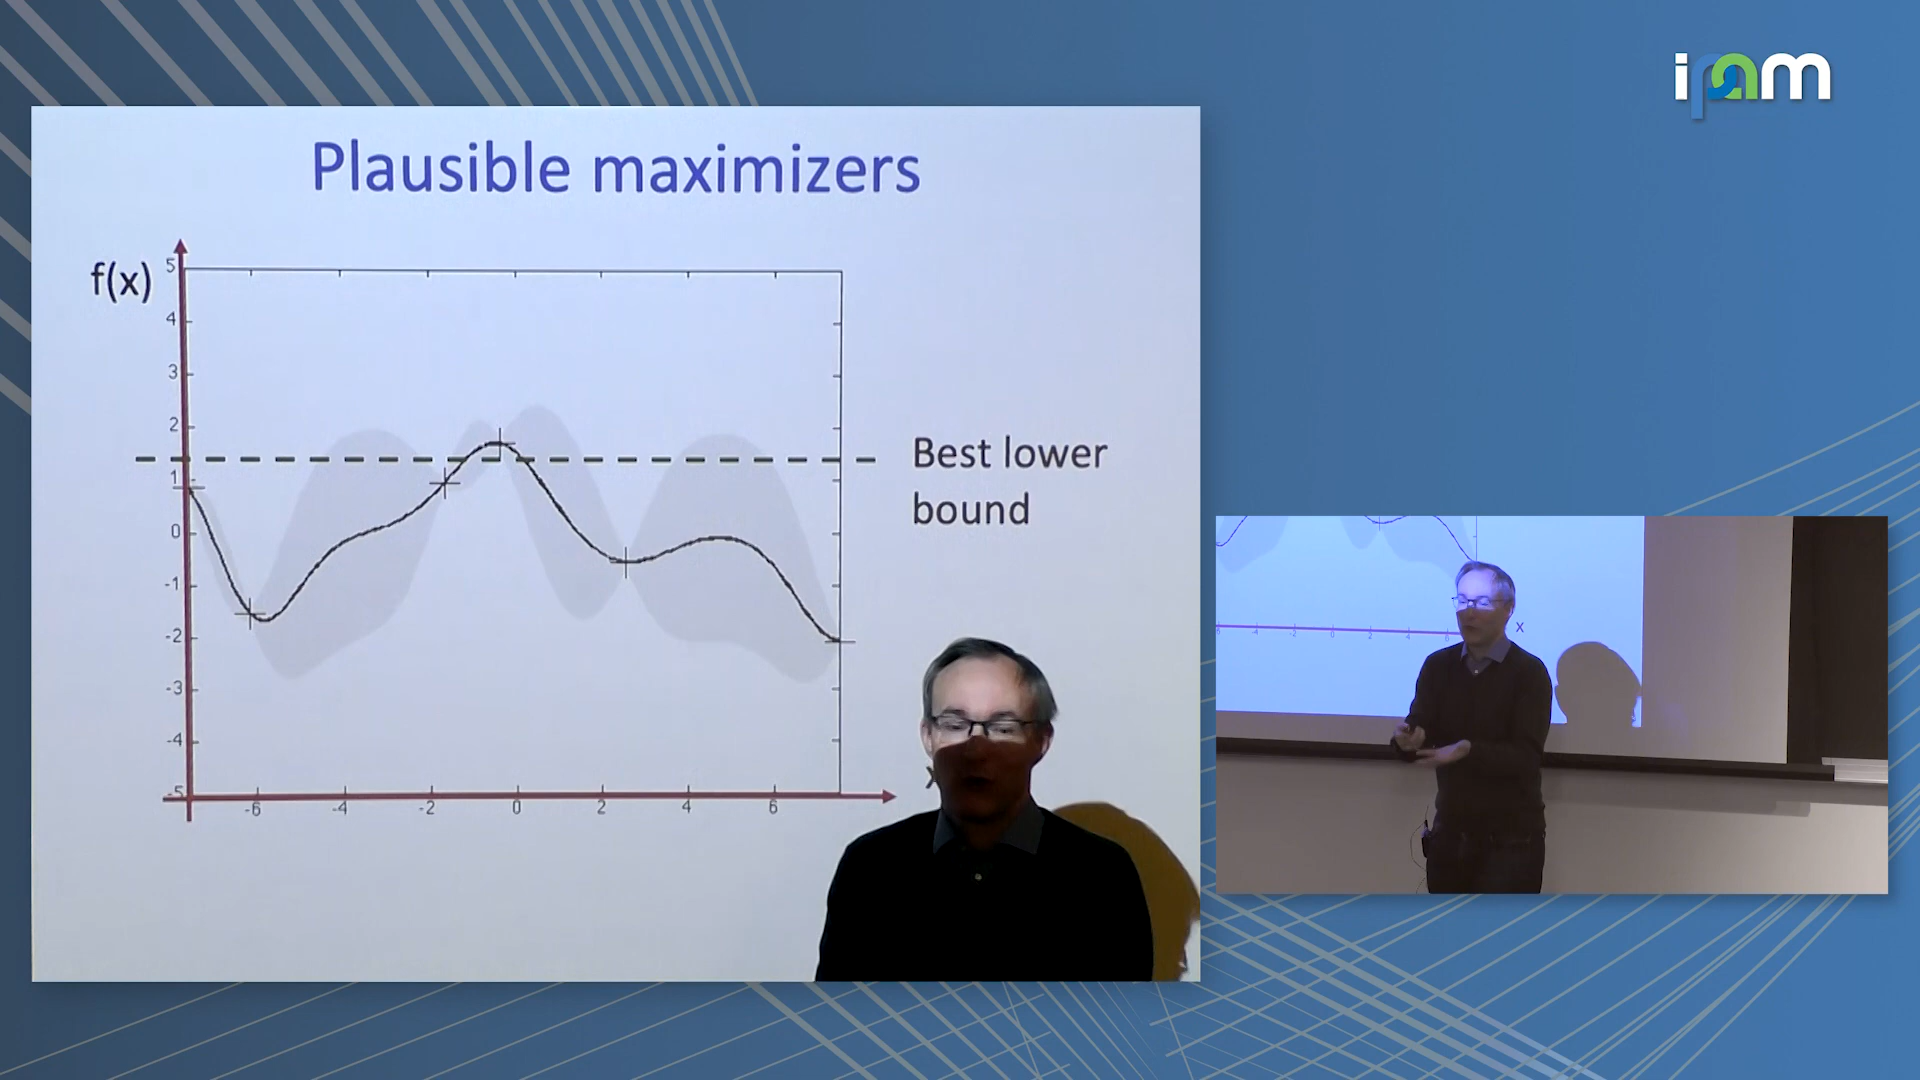 ipam
Plausible maximizers
f(x)
5
4
3
2
1
0
-1
-2
-3
-4
-5
-6 -4 -2 0 2 4 6
Best lower
bound
x